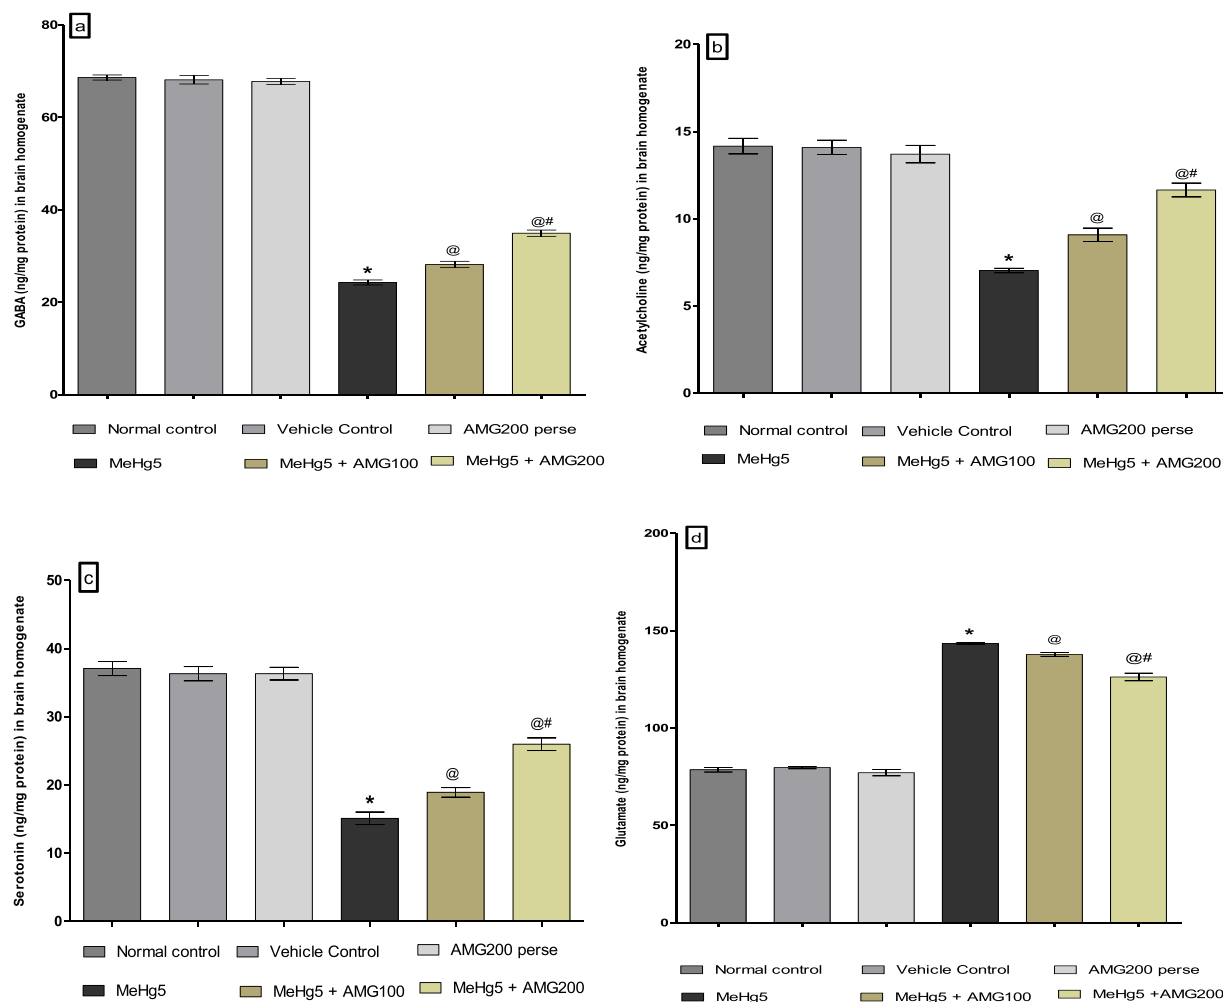 a
GABA (ng/mg protein) in brain homogenate
80
60
40
20
0
*
@
@#
Normal control
Vehicle Control
AMG200 perse
MeHg5
MeHg5 + AMG100
MeHg5 + AMG200
b
Acetylcholine (ng/mg protein) in brain homogenate
20
15
10
5
0
*
@
@#
Normal control
Vehicle Control
AMG200 perse
MeHg5
MeHg5 + AMG100
MeHg5 + AMG200
c
Serotonin (ng/mg protein) in brain homogenate
50
40
30
20
10
0
*
@
@#
Normal control
Vehicle Control
AMG200 perse
MeHg5
MeHg5 + AMG100
MeHg5 + AMG200
d
Glutamate (ng/mg protein) in brain homogenate
200
150
100
50
0
*
@
@#
Normal control
Vehicle Control
AMG200 perse
MeHg5
MeHg5 + AMG100
MeHg5 +AMG200